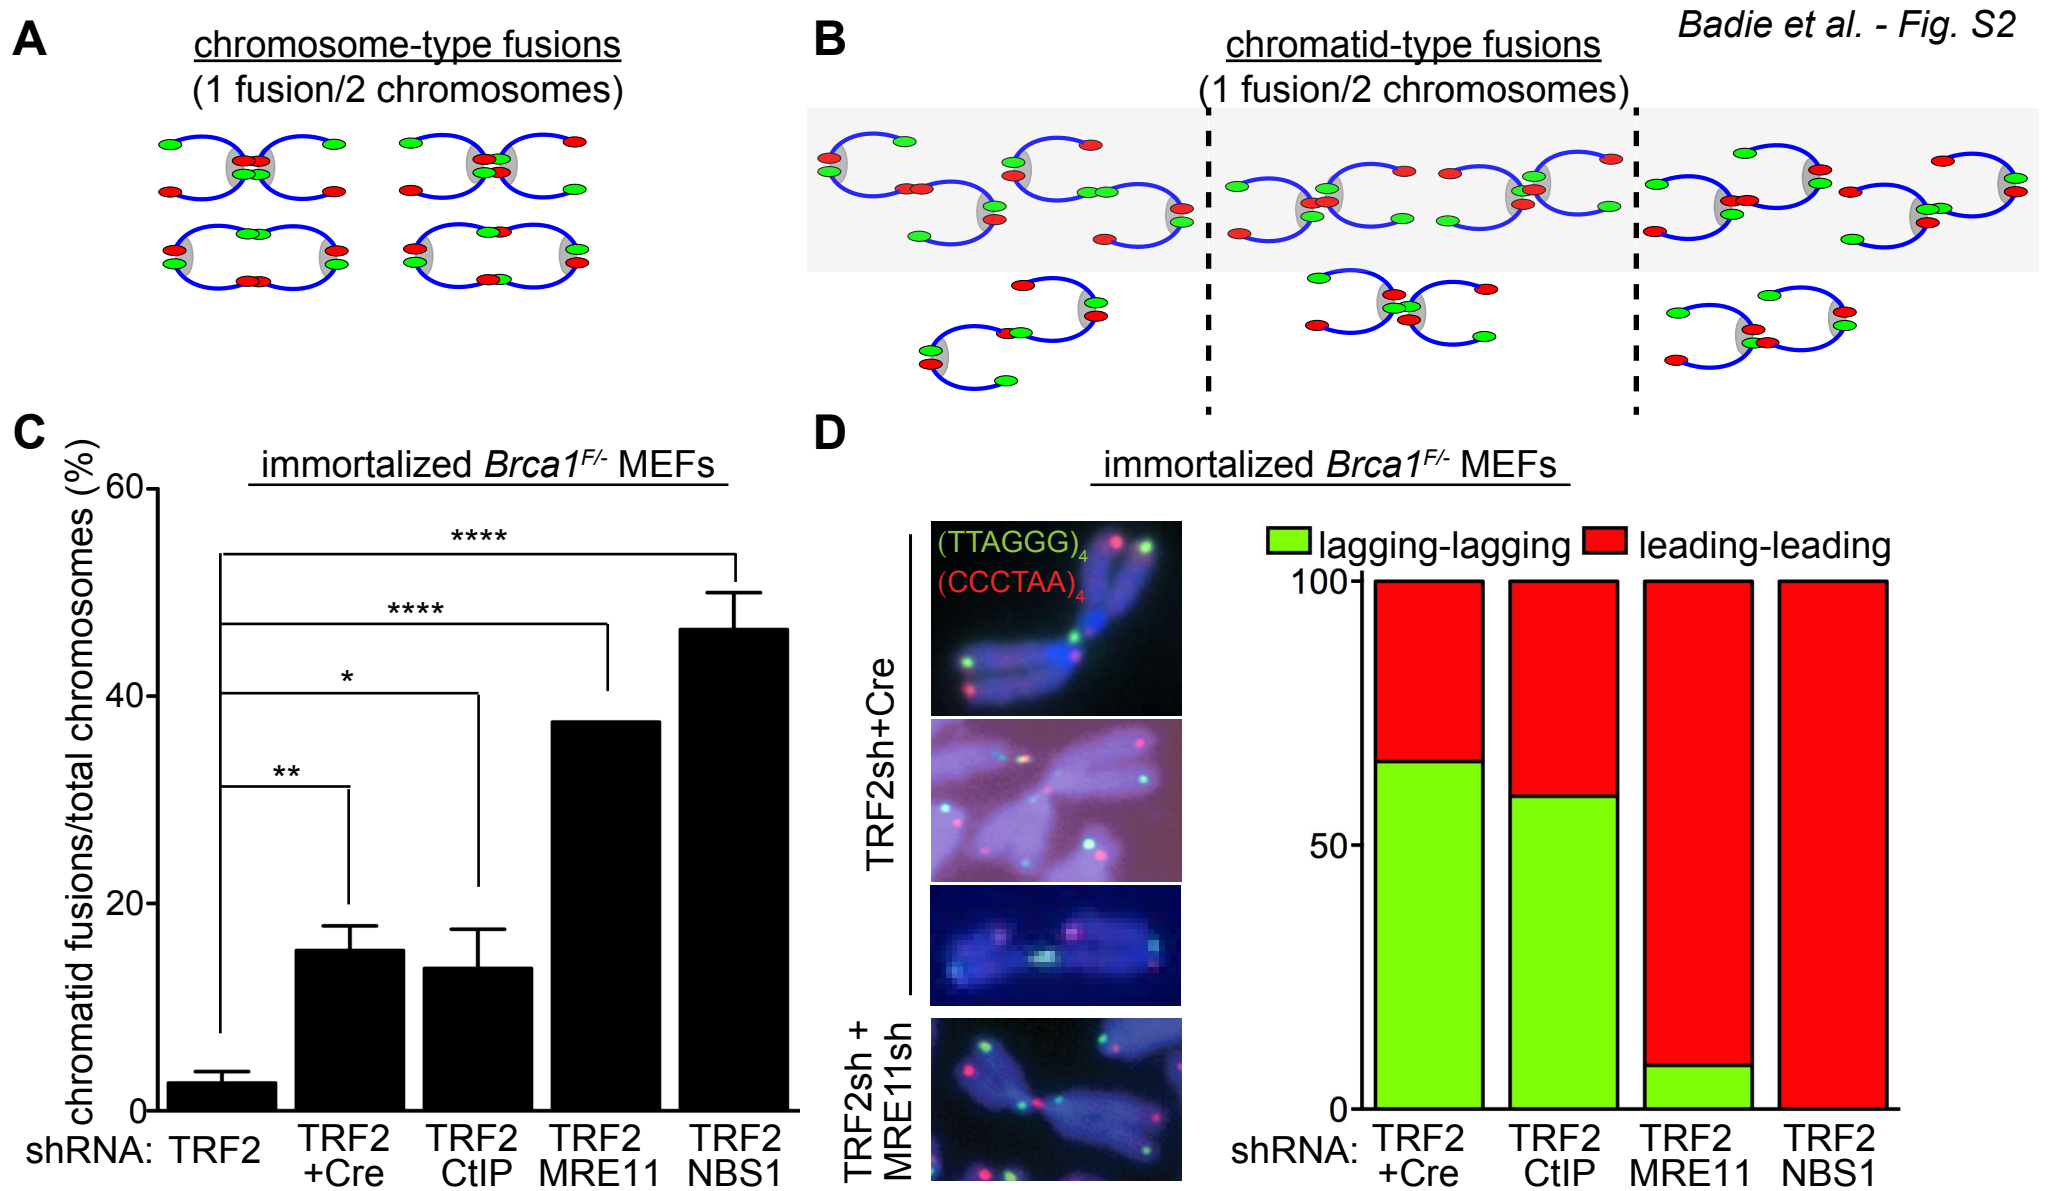 Badie et al. - Fig. S2
A
chromosome-type fusions
(1 fusion/2 chromosomes)
B
chromatid-type fusions
(1 fusion/2 chromosomes)
C
immortalized Brca1F/- MEFs
chromatid fusions/total chromosomes (%)
60
40
20
0
****
****
*
**
shRNA: TRF2 TRF2 TRF2 TRF2 TRF2
+Cre CtIP MRE11 NBS1
D
immortalized Brca1F/- MEFs
TRF2sh+Cre
TRF2sh +
MRE11sh
(TTAGGG)4
(CCCTAA)4
lagging-lagging leading-leading
100
50
0
shRNA: TRF2 TRF2 TRF2 TRF2
+Cre CtIP MRE11 NBS1